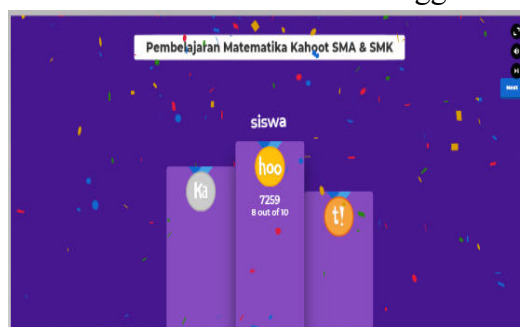 Pembelajaran Matematika Kahoot SMA & SMK
Next
siswa
Ka
hoo
t!
7259
8 out of 10